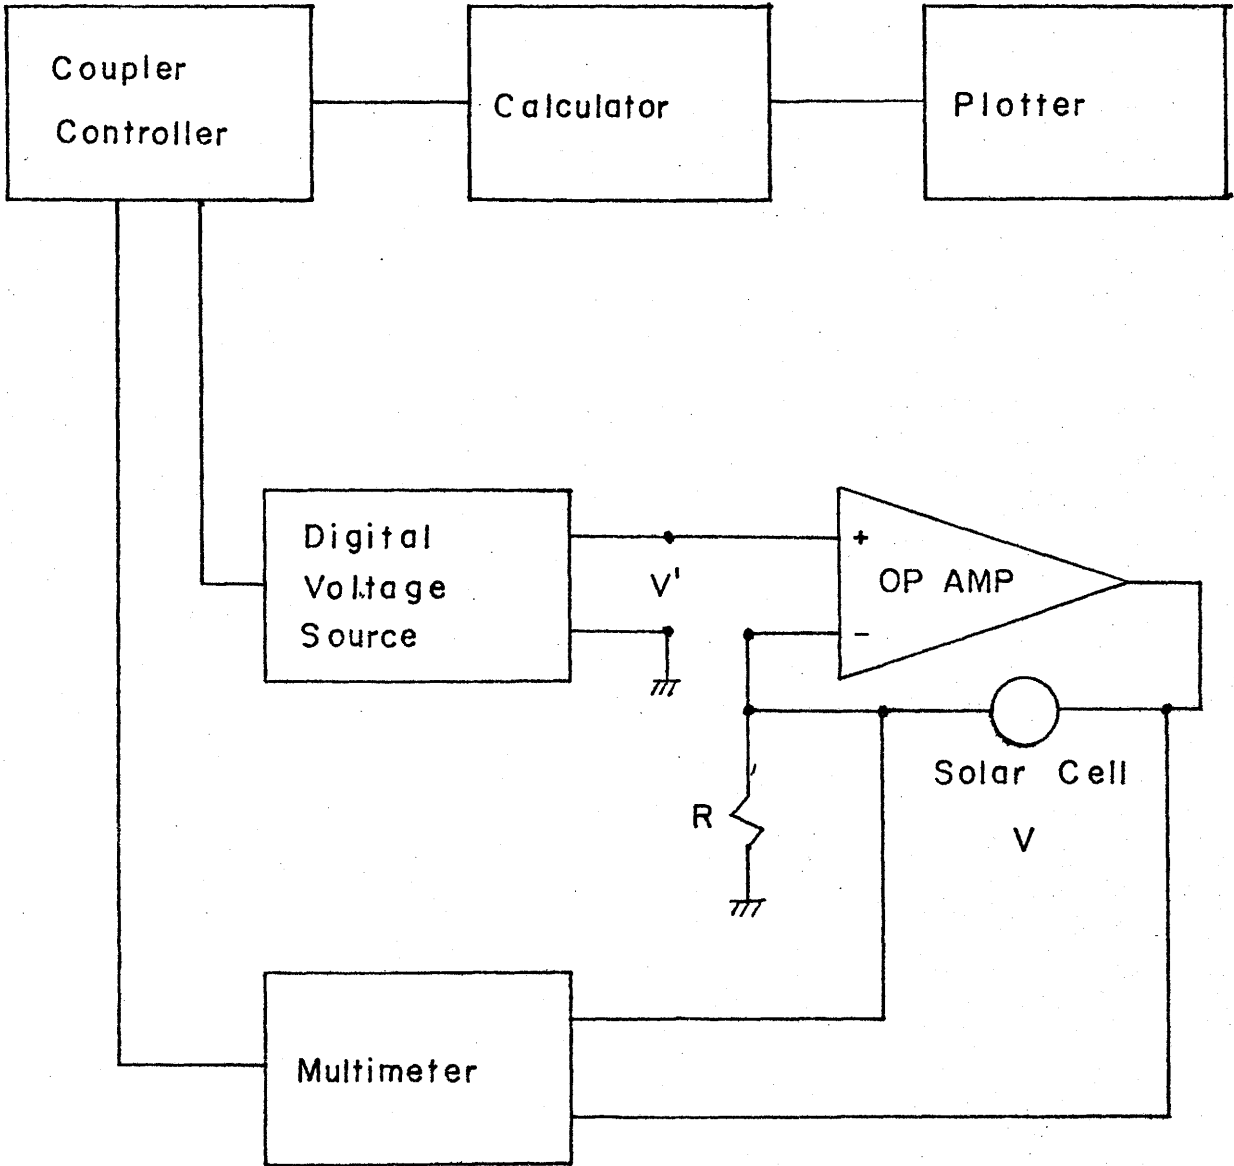 Coupler
Controller
Calculator
Plotter
Digital
Voltage
Source
V'
+
OP AMP
-
Solar Cell
V
R
Multimeter